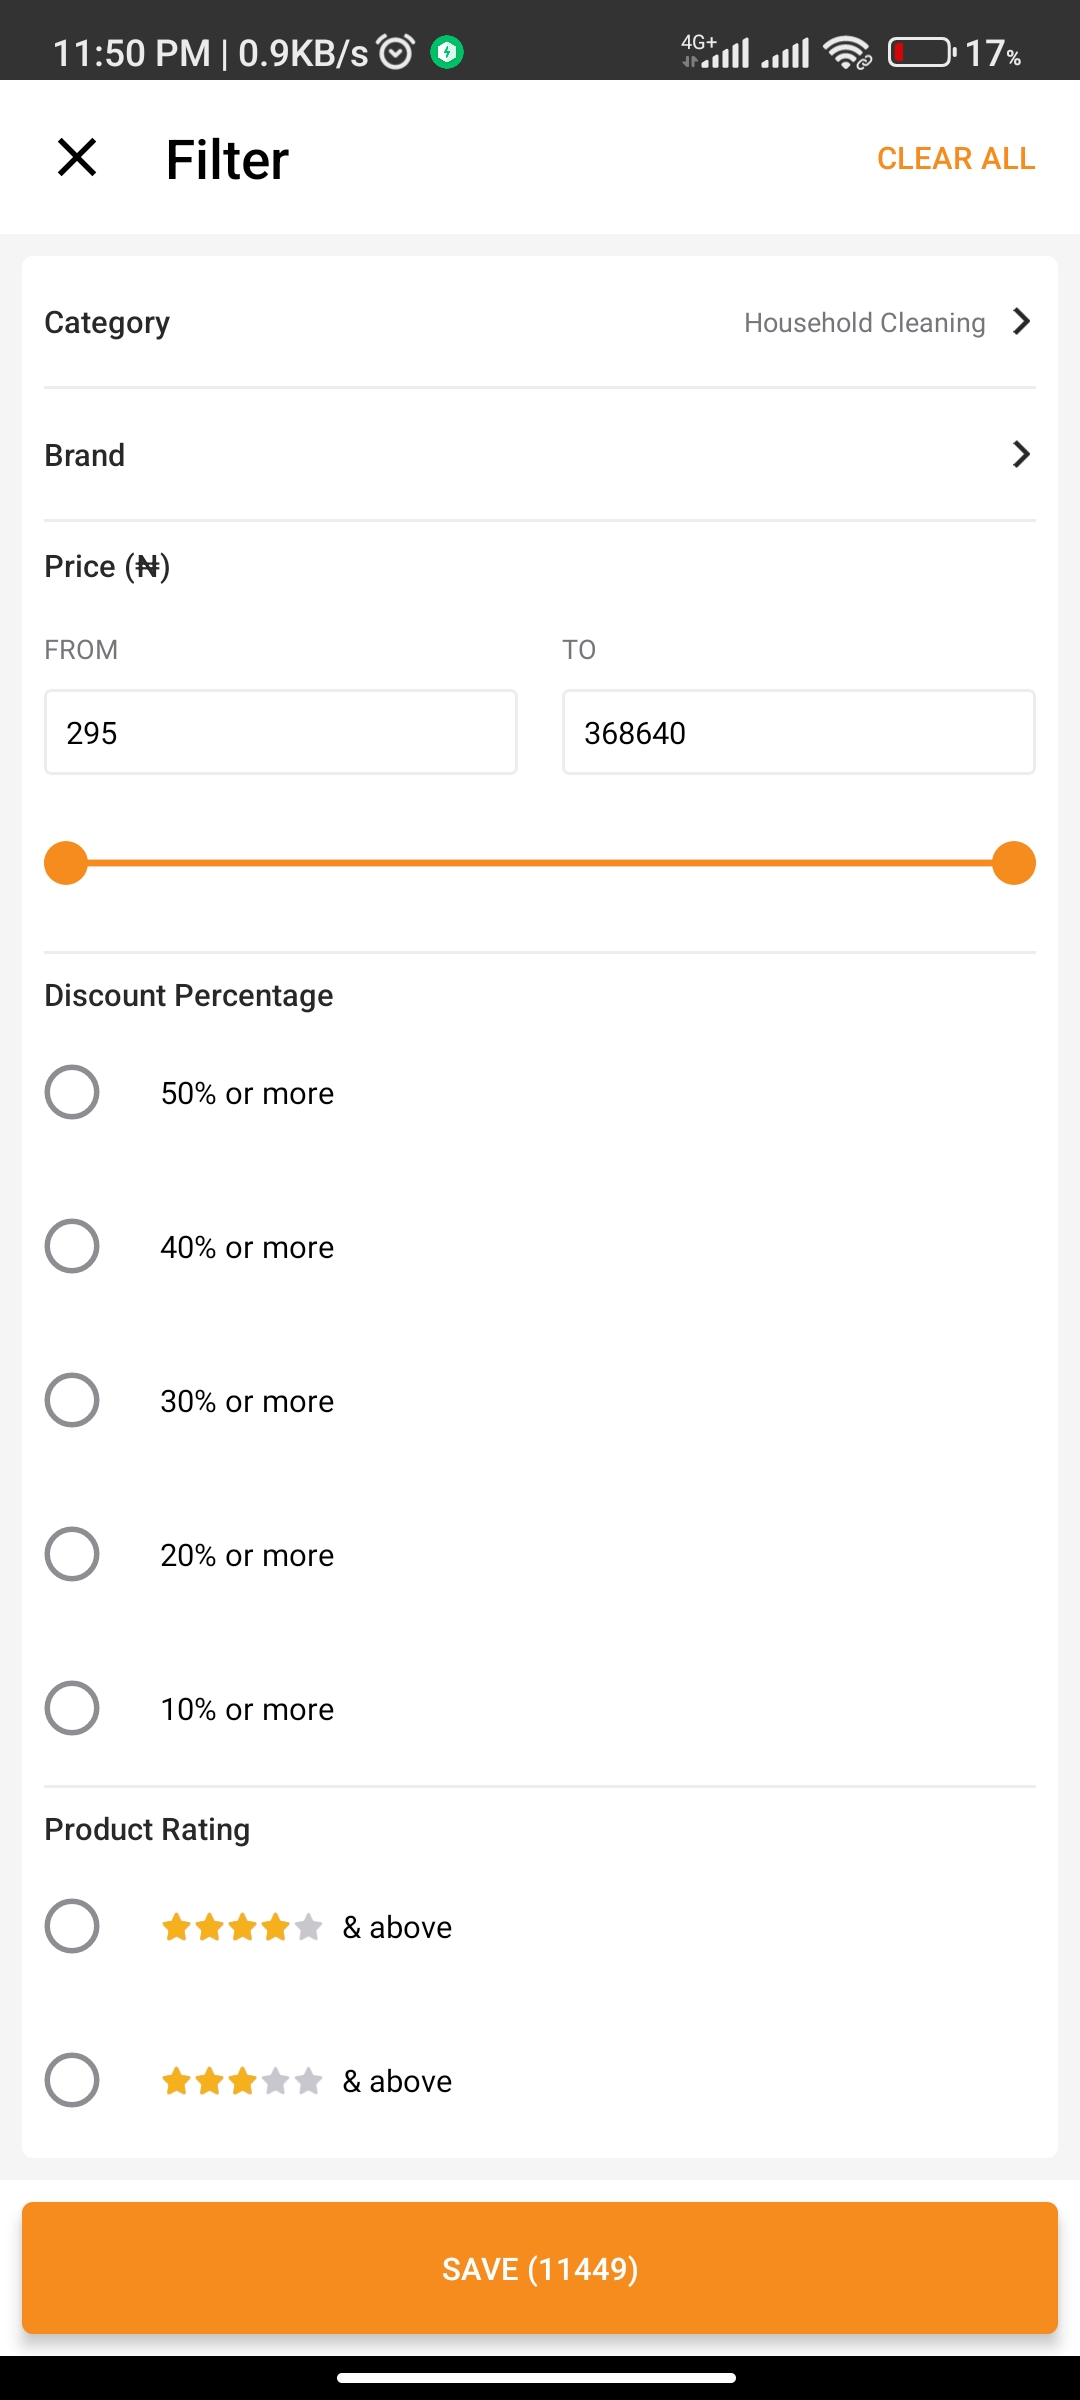 11:50 PM | 0.9KB/s 4G+ 17%
Filter CLEAR ALL
Category Household Cleaning
Brand
Price (₦)
FROM TO
295 368640
Discount Percentage
50% or more
40% or more
30% or more
20% or more
10% or more
Product Rating
& above
& above
SAVE (11449)